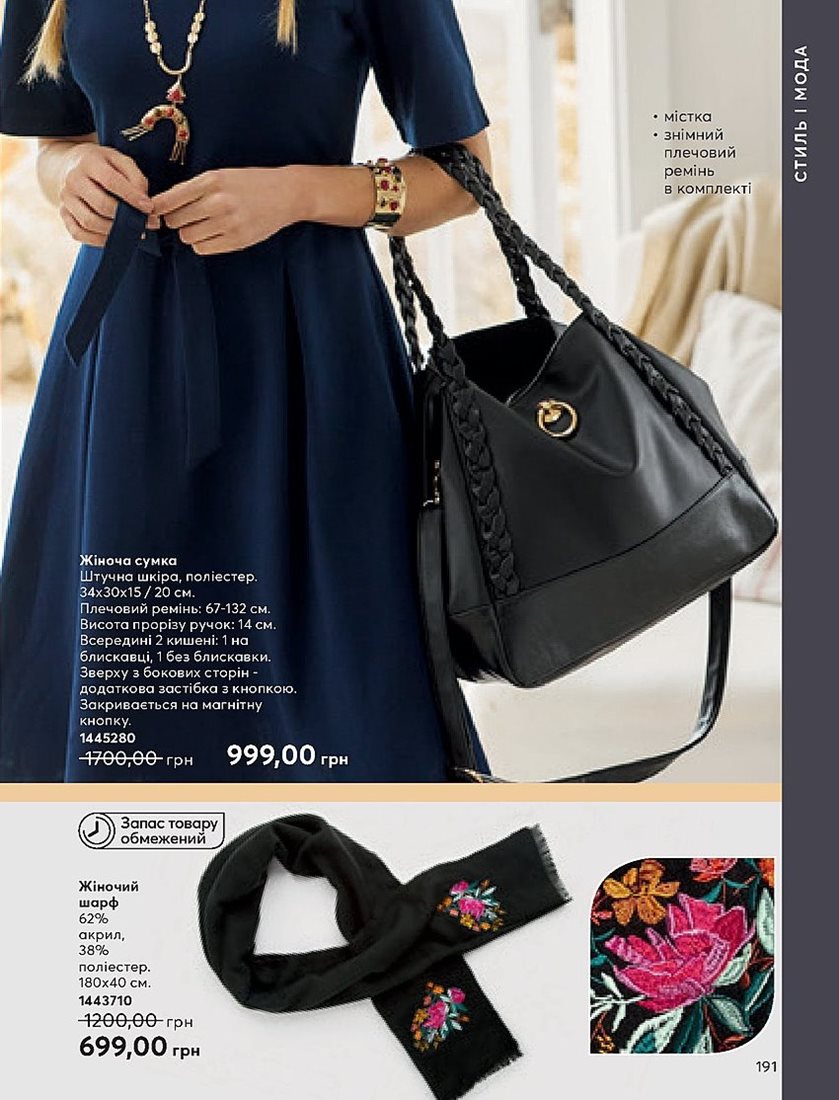 СТИЛЬ | МОДА
• містка
• знімний
плечовий
ремінь
в комплекті
Жіноча сумка
Штучна шкіра, поліестер.
34х30х15 / 20 см.
Плечовий ремінь: 67-132 см.
Висота прорізу ручок: 14 см.
Всередині 2 кишені: 1 на
блискавці, 1 без блискавки.
Зверху з бокових сторін -
додаткова застібка з кнопкою.
Закривається на магнітну
кнопку.
1445280
1700,00 грн 999,00 грн
Запас товару
обмежений
Жіночий
шарф
62%
акрил,
38%
поліестер.
180х40 см.
1443710
1200,00 грн
699,00 грн
191